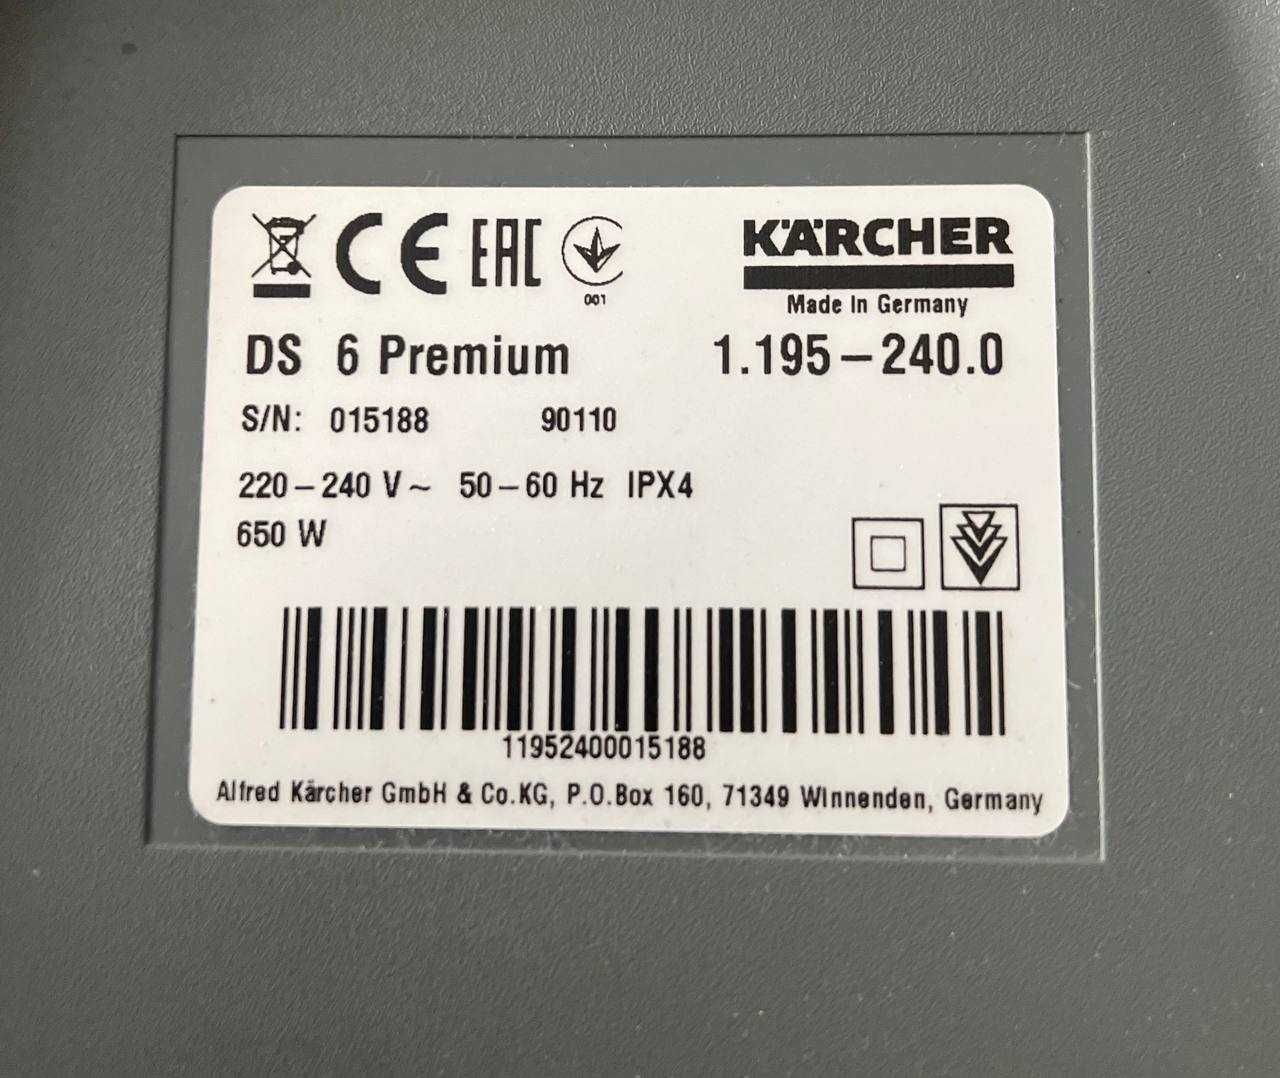 CE EAC
001
KÄRCHER
Made In Germany
DS 6 Premium 1.195-240.0
S/N: 015188 90110
220-240 V~ 50-60 Hz IPX4
650 W
11952400015188
Alfred Kärcher GmbH & Co.KG, P.O.Box 160, 71349 Winnenden, Germany